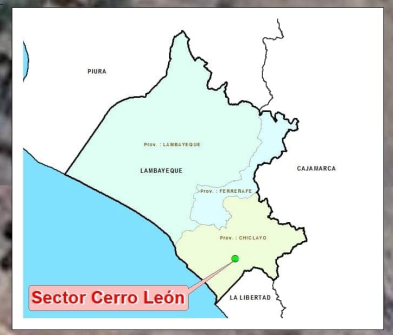 PIURA
Prov. : LAMBAYEQUE
LAMBAYEQUE
CAJAMARCA
Prov. : FERREÑAFE
Prov. : CHICLAYO
Sector Cerro León
LA LIBERTAD